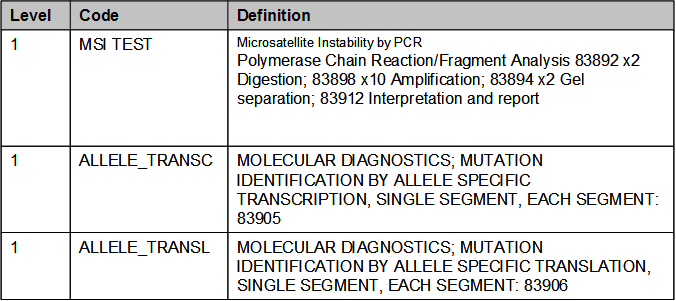 Level Code Definition
1 MSI TEST Microsatellite Instability by PCR
Polymerase Chain Reaction/Fragment Analysis 83892 x2
Digestion; 83898 x10 Amplification; 83894 x2 Gel
separation; 83912 Interpretation and report
1 ALLELE_TRANSC MOLECULAR DIAGNOSTICS; MUTATION
IDENTIFICATION BY ALLELE SPECIFIC
TRANSCRIPTION, SINGLE SEGMENT, EACH SEGMENT:
83905
1 ALLELE_TRANSL MOLECULAR DIAGNOSTICS; MUTATION
IDENTIFICATION BY ALLELE SPECIFIC TRANSLATION,
SINGLE SEGMENT, EACH SEGMENT: 83906